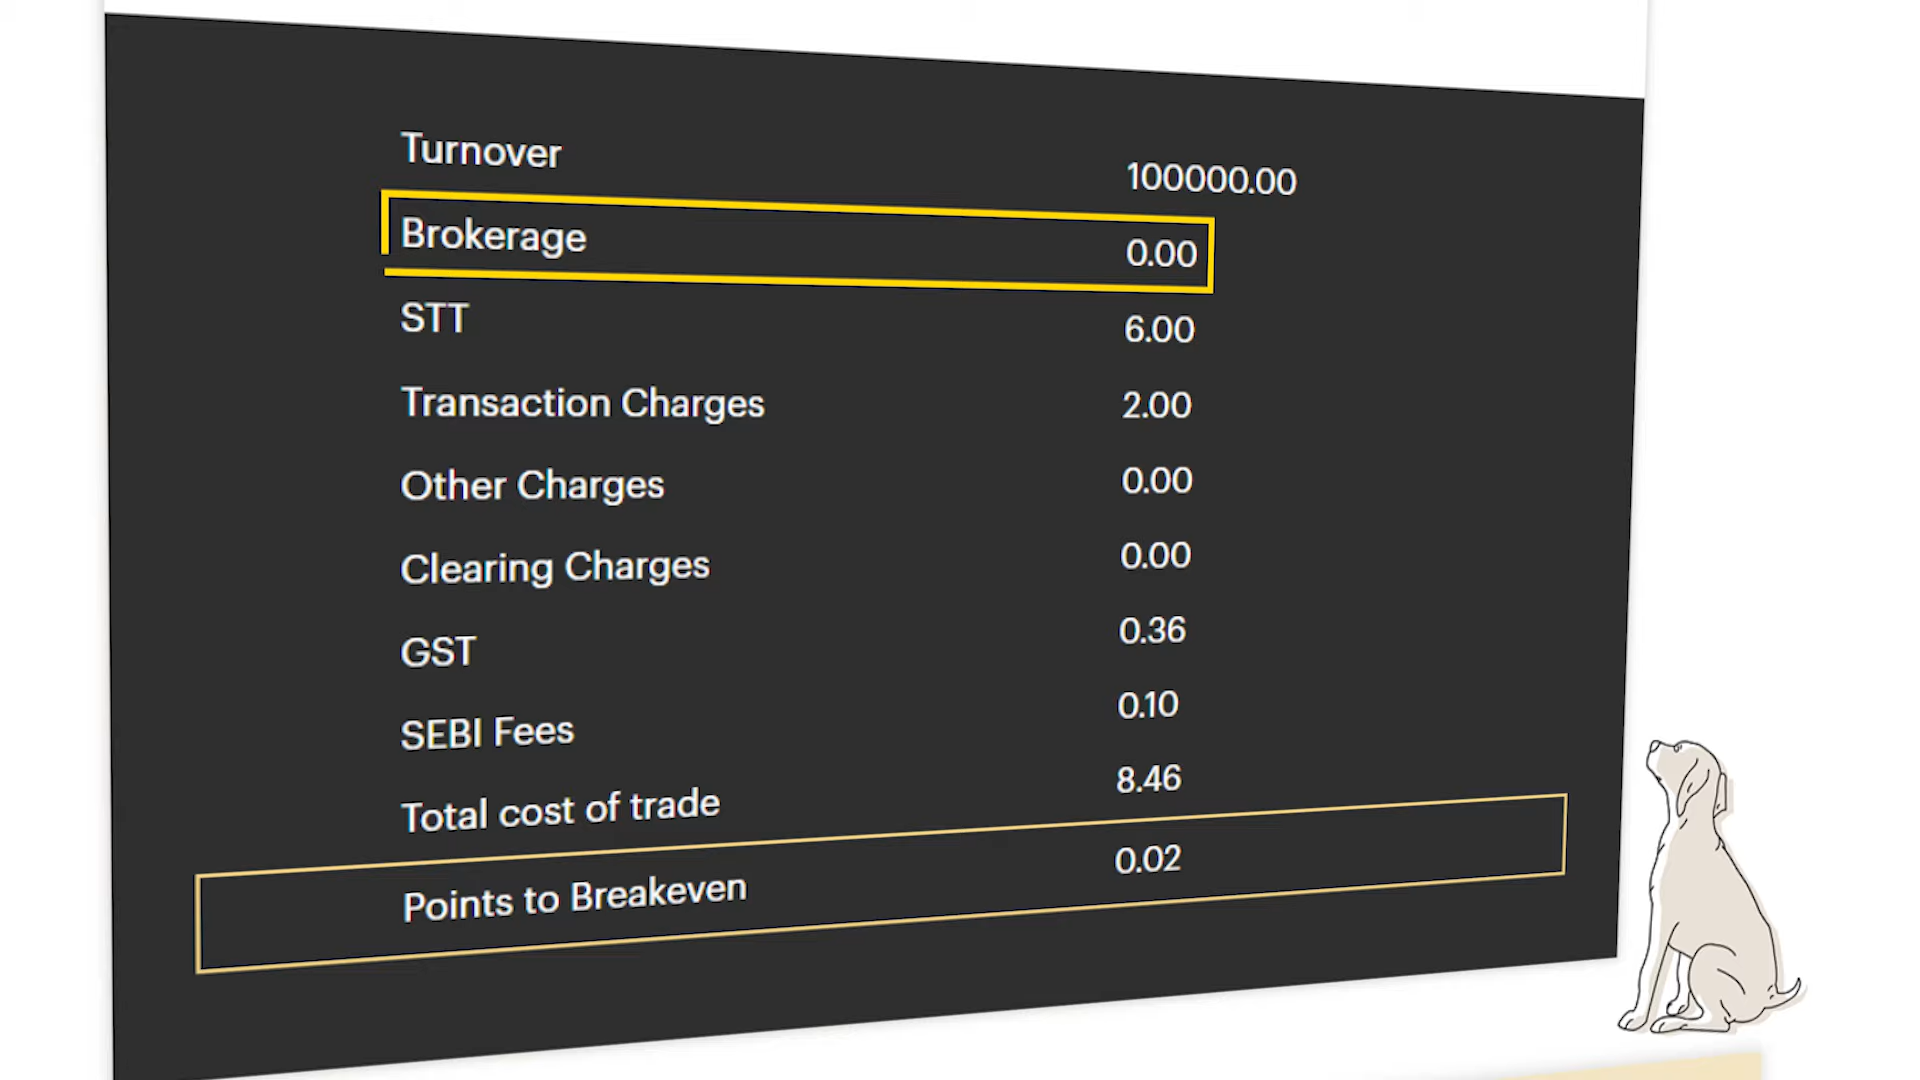 Turnover 100000.00
Brokerage 0.00
STT 6.00
Transaction Charges 2.00
Other Charges 0.00
Clearing Charges 0.00
GST 0.36
SEBI Fees 0.10
Total cost of trade 8.46
Points to Breakeven 0.02